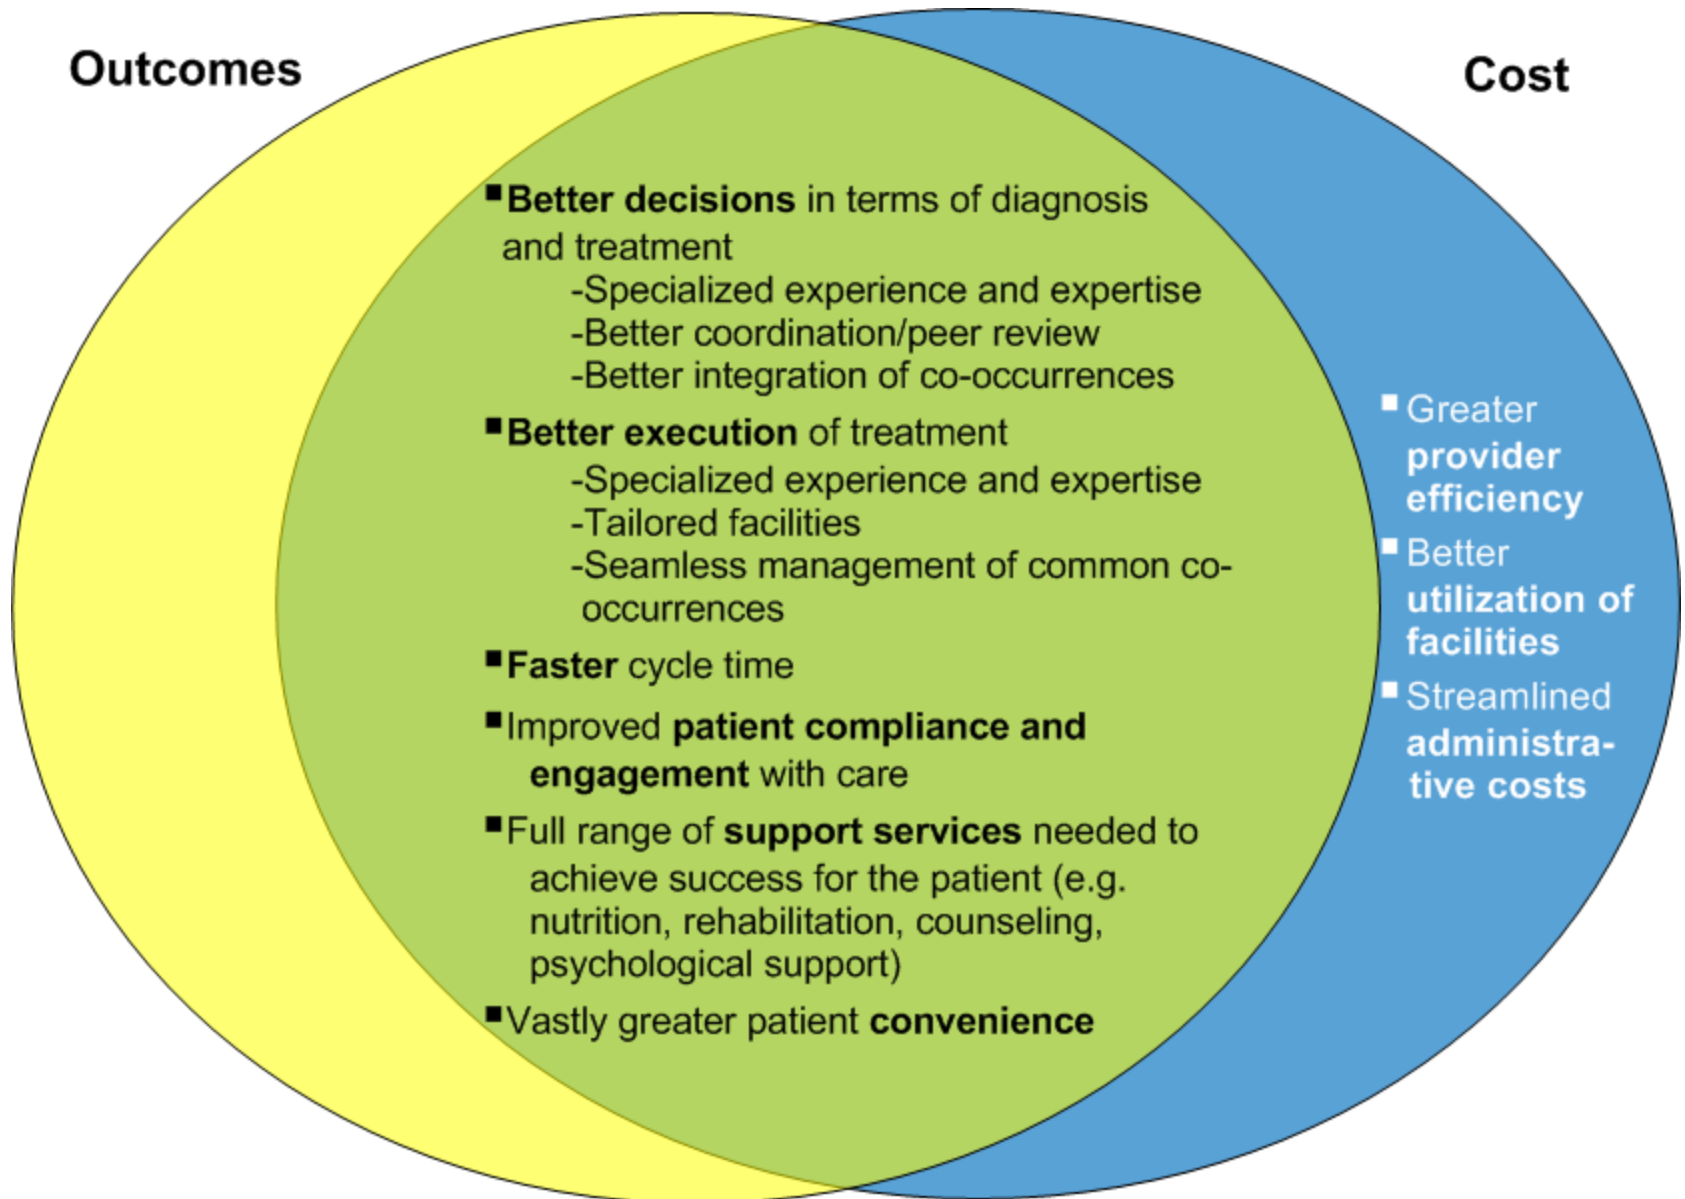 Outcomes
Cost
▪Better decisions in terms of diagnosis
and treatment
-Specialized experience and expertise
-Better coordination/peer review
-Better integration of co-occurrences
▪Better execution of treatment
-Specialized experience and expertise
-Tailored facilities
-Seamless management of common co-
occurrences
▪Faster cycle time
▪Improved patient compliance and
engagement with care
▪Full range of support services needed to
achieve success for the patient (e.g.
nutrition, rehabilitation, counseling,
psychological support)
▪Vastly greater patient convenience
▪Greater
provider
efficiency
▪Better
utilization of
facilities
▪Streamlined
administra-
tive costs